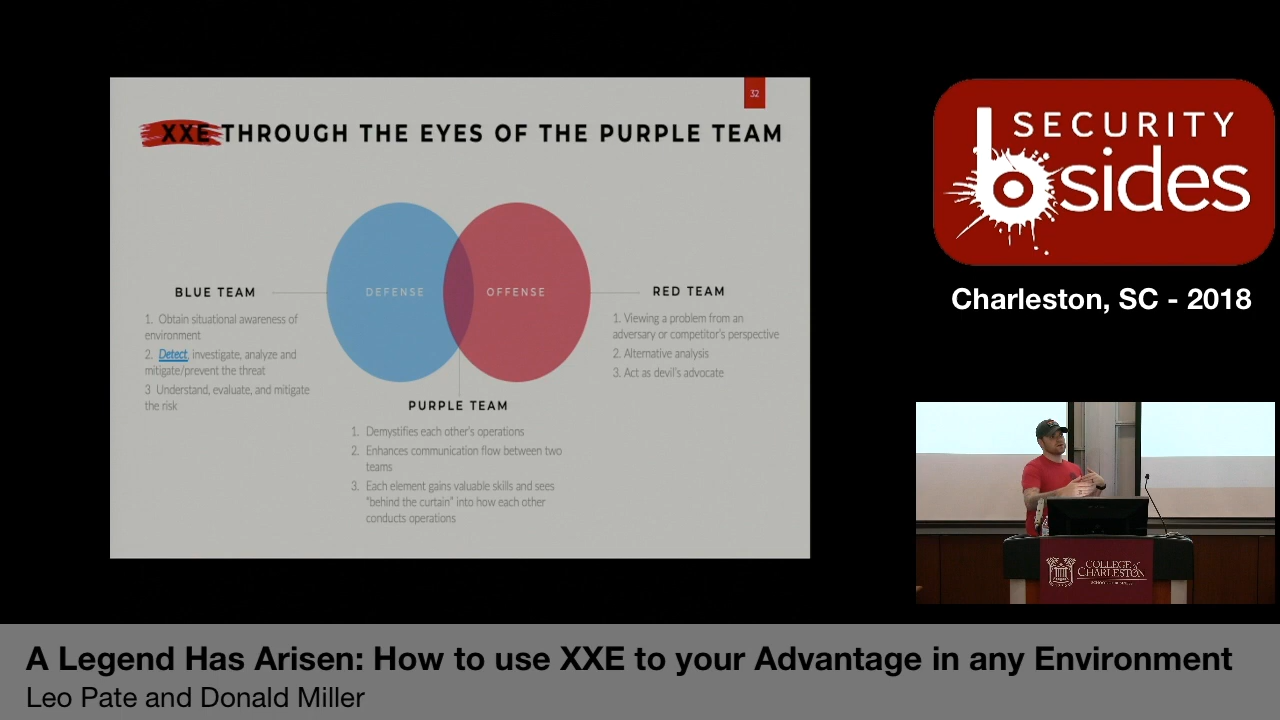 32
XXE THROUGH THE EYES OF THE PURPLE TEAM
BLUE TEAM
1. Obtain situational awareness of
environment
2. Detect, investigate, analyze and
mitigate/prevent the threat
3 Understand, evaluate, and mitigate
the risk
DEFENSE
OFFENSE
RED TEAM
1. Viewing a problem from an
adversary or competitor's perspective
2. Alternative analysis
3. Act as devil's advocate
PURPLE TEAM
1. Demystifies each other's operations
2. Enhances communication flow between two
teams
3. Each element gains valuable skills and sees
"behind the curtain" into how each other
conducts operations
SECURITY
bsides
Charleston, SC - 2018
COLLEGE of
CHARLESTON
A Legend Has Arisen: How to use XXE to your Advantage in any Environment
Leo Pate and Donald Miller